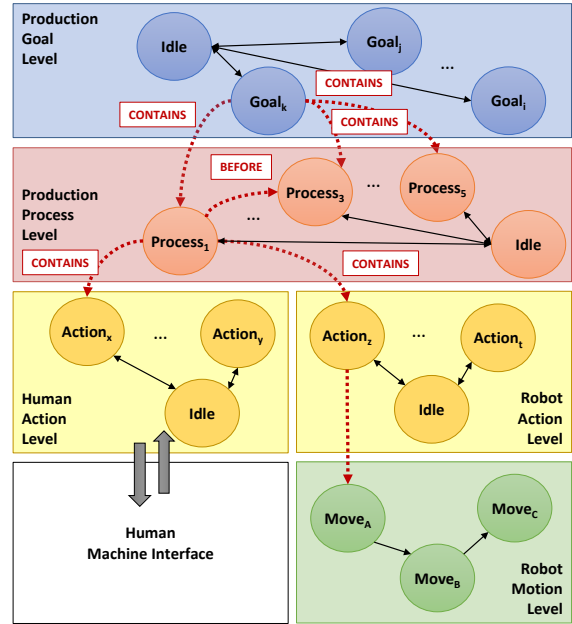 Production
Goal
Level
Idle
Goalj
...
Goalk
Goali
CONTAINS
CONTAINS
CONTAINS
Production
Process
Level
BEFORE
Process3
...
Process5
...
Process1
Idle
CONTAINS
CONTAINS
Actionx
...
Actiony
Idle
Human
Action
Level
Actionz
...
Actiont
Idle
Robot
Action
Level
Human
Machine Interface
MoveA
MoveB
MoveC
Robot
Motion
Level